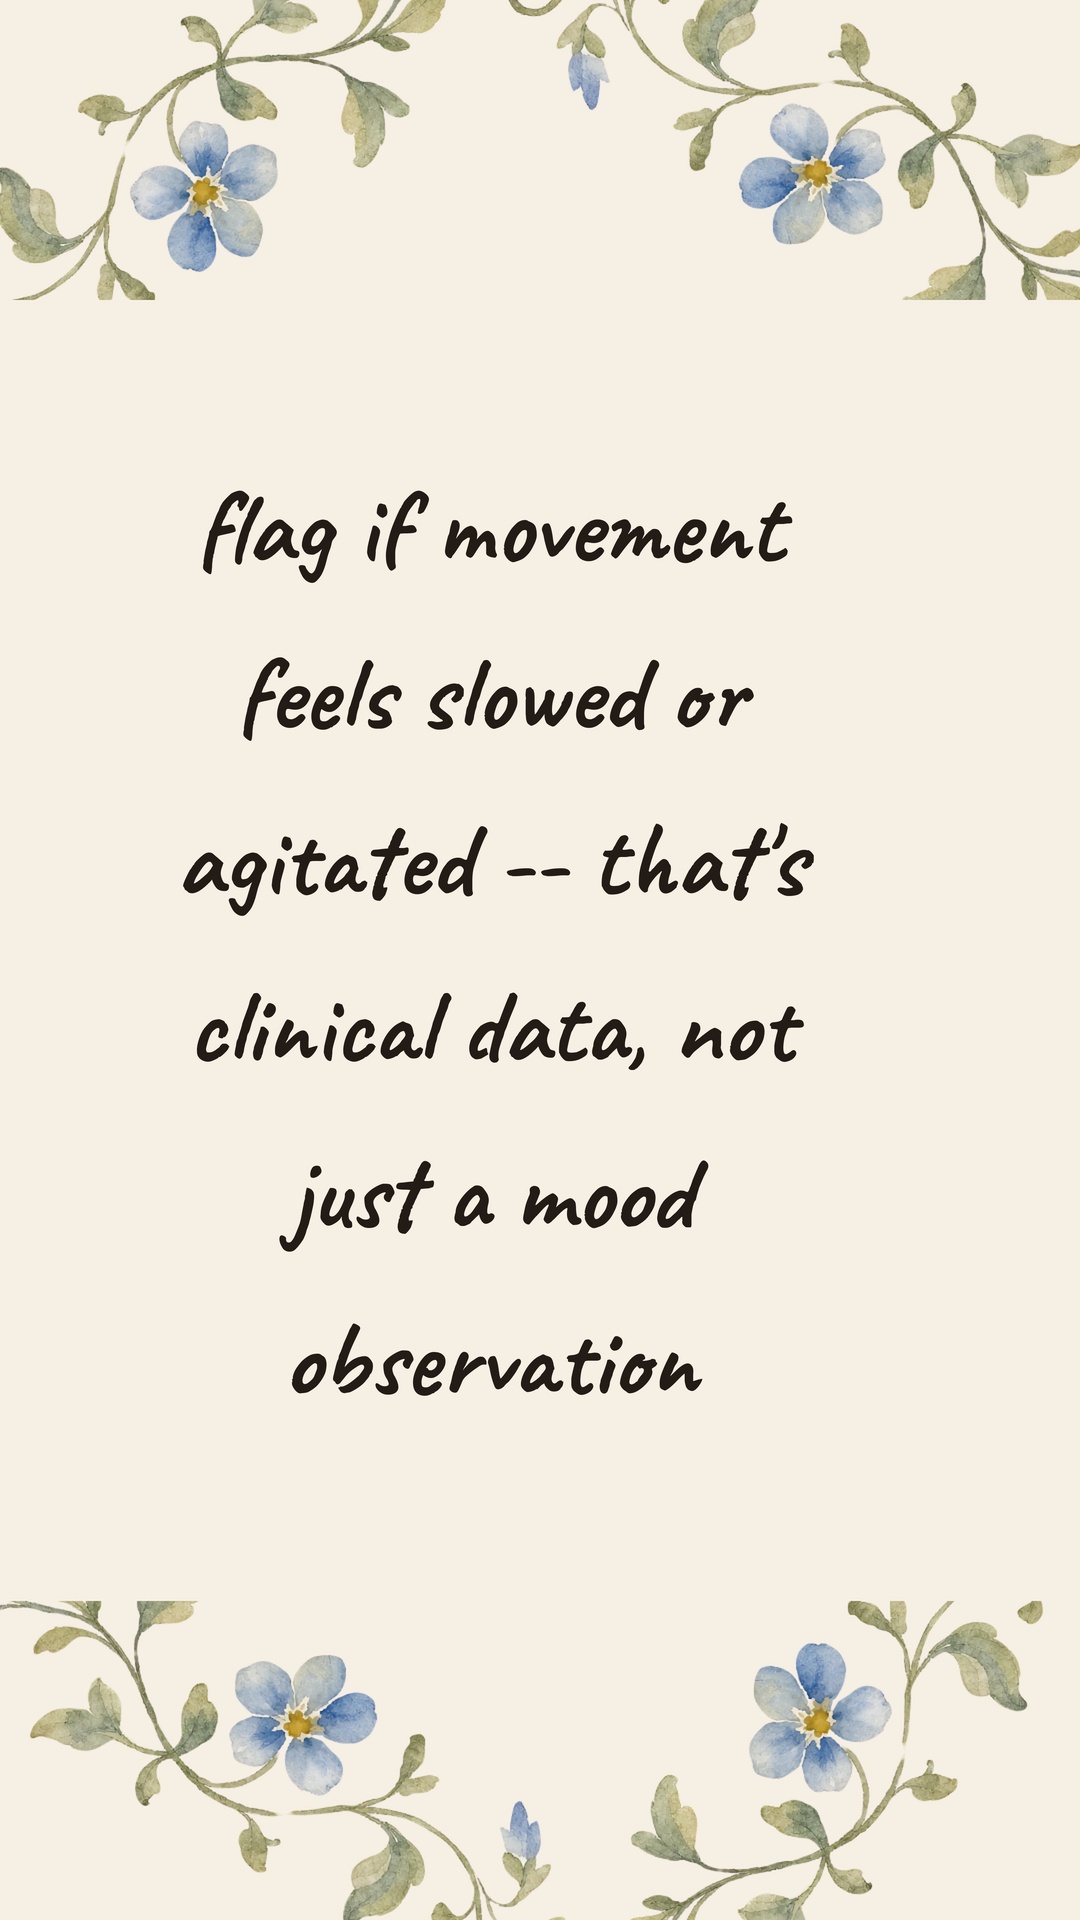 flag if movement
feels slowed or
agitated -- that's
clinical data, not
just a mood
observation